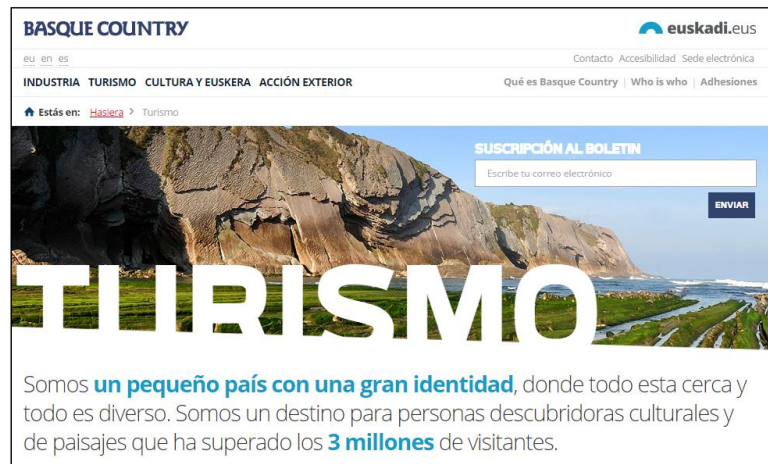 BASQUE COUNTRY
euskadi.eus
eu en es
Contacto Accesibilidad Sede electrónica
INDUSTRIA TURISMO CULTURA Y EUSKERA ACCIÓN EXTERIOR
Qué es Basque Country | Who is who | Adhesiones
Estás en: Hasiera > Turismo
SUSCRIPCIÓN AL BOLETIN
Escribe tu correo electrónico
ENVIAR
TURISMO
Somos un pequeño país con una gran identidad, donde todo esta cerca y
todo es diverso. Somos un destino para personas descubridoras culturales y
de paisajes que ha superado los 3 millones de visitantes.